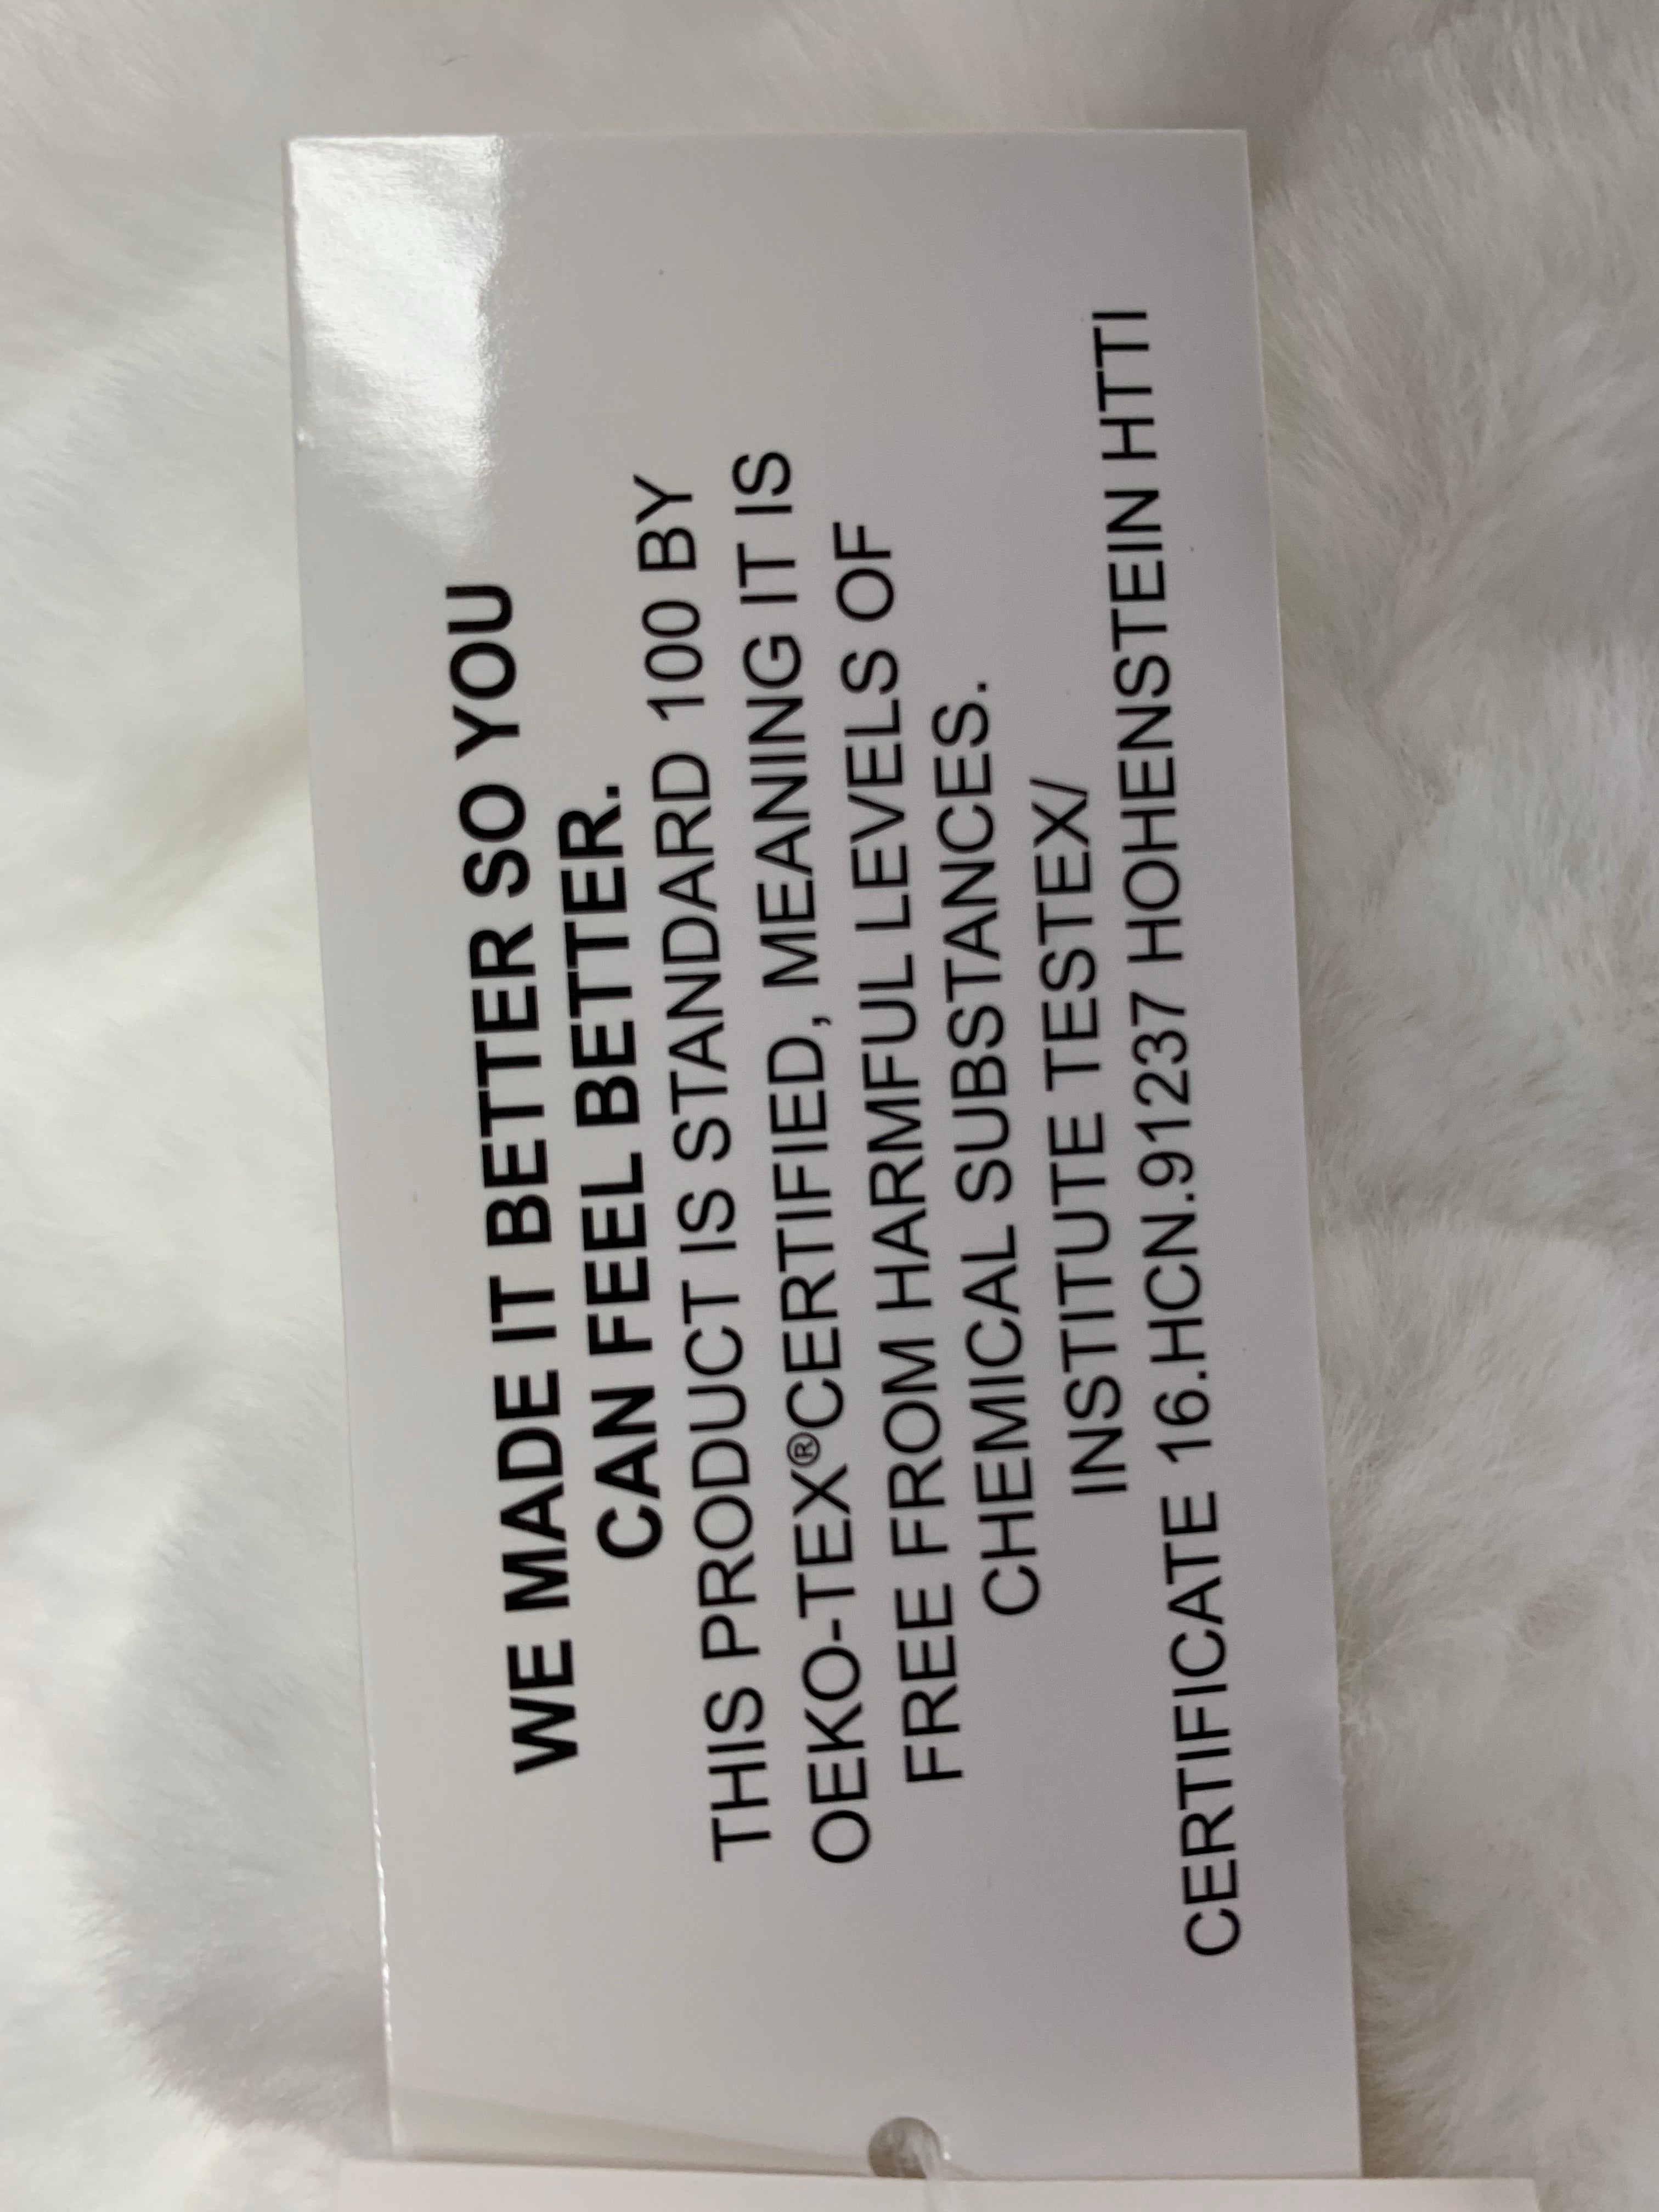 WE MADE IT BETTER SO YOU
CAN FEEL BETTER.
THIS PRODUCT IS STANDARD 100 BY
OEKO-TEX®CERTIFIED, MEANING IT IS
FREE FROM HARMFUL LEVELS OF
CHEMICAL SUBSTANCES.
INSTITUTE TESTEX/
CERTIFICATE 16.HCN.91237 HOHENSTEIN HTTI